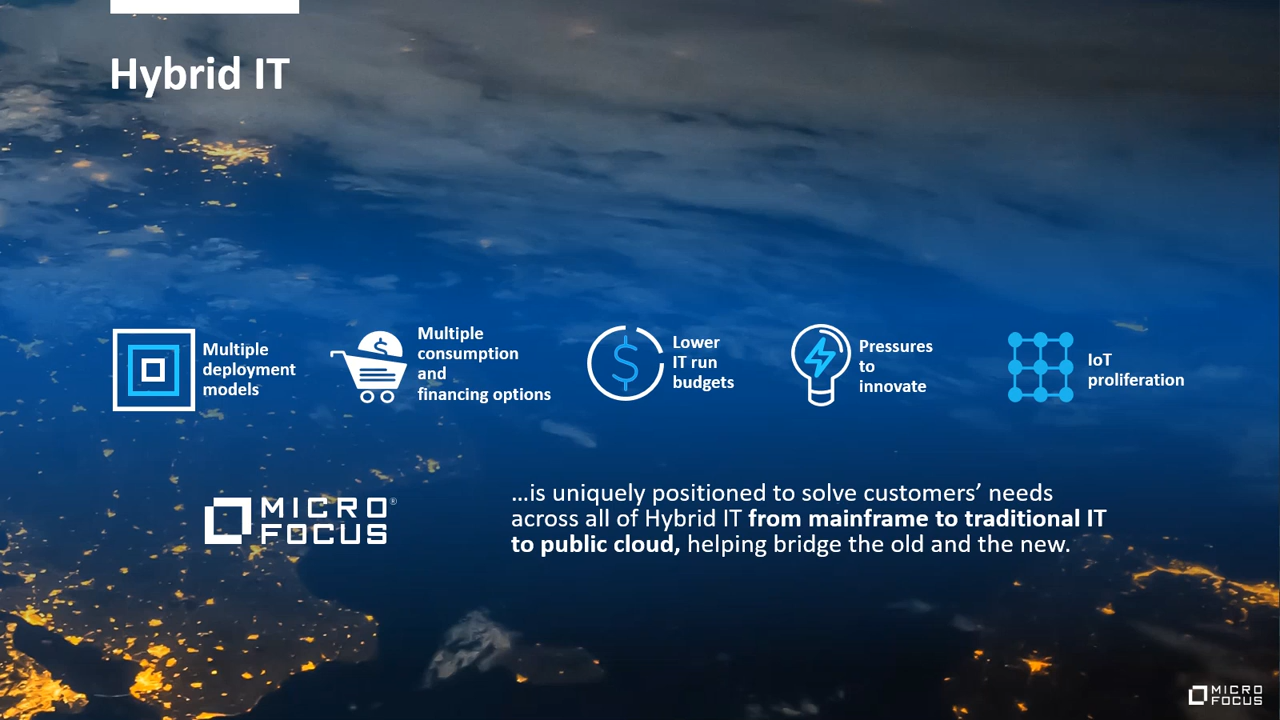 Hybrid IT
Multiple
deployment
models
Multiple
consumption
and
financing options
Lower
IT run
budgets
Pressures
to
innovate
IoT
proliferation
MICRO
FOCUS®
...is uniquely positioned to solve customers’ needs
across all of Hybrid IT from mainframe to traditional IT
to public cloud, helping bridge the old and the new.
MICRO
FOCUS